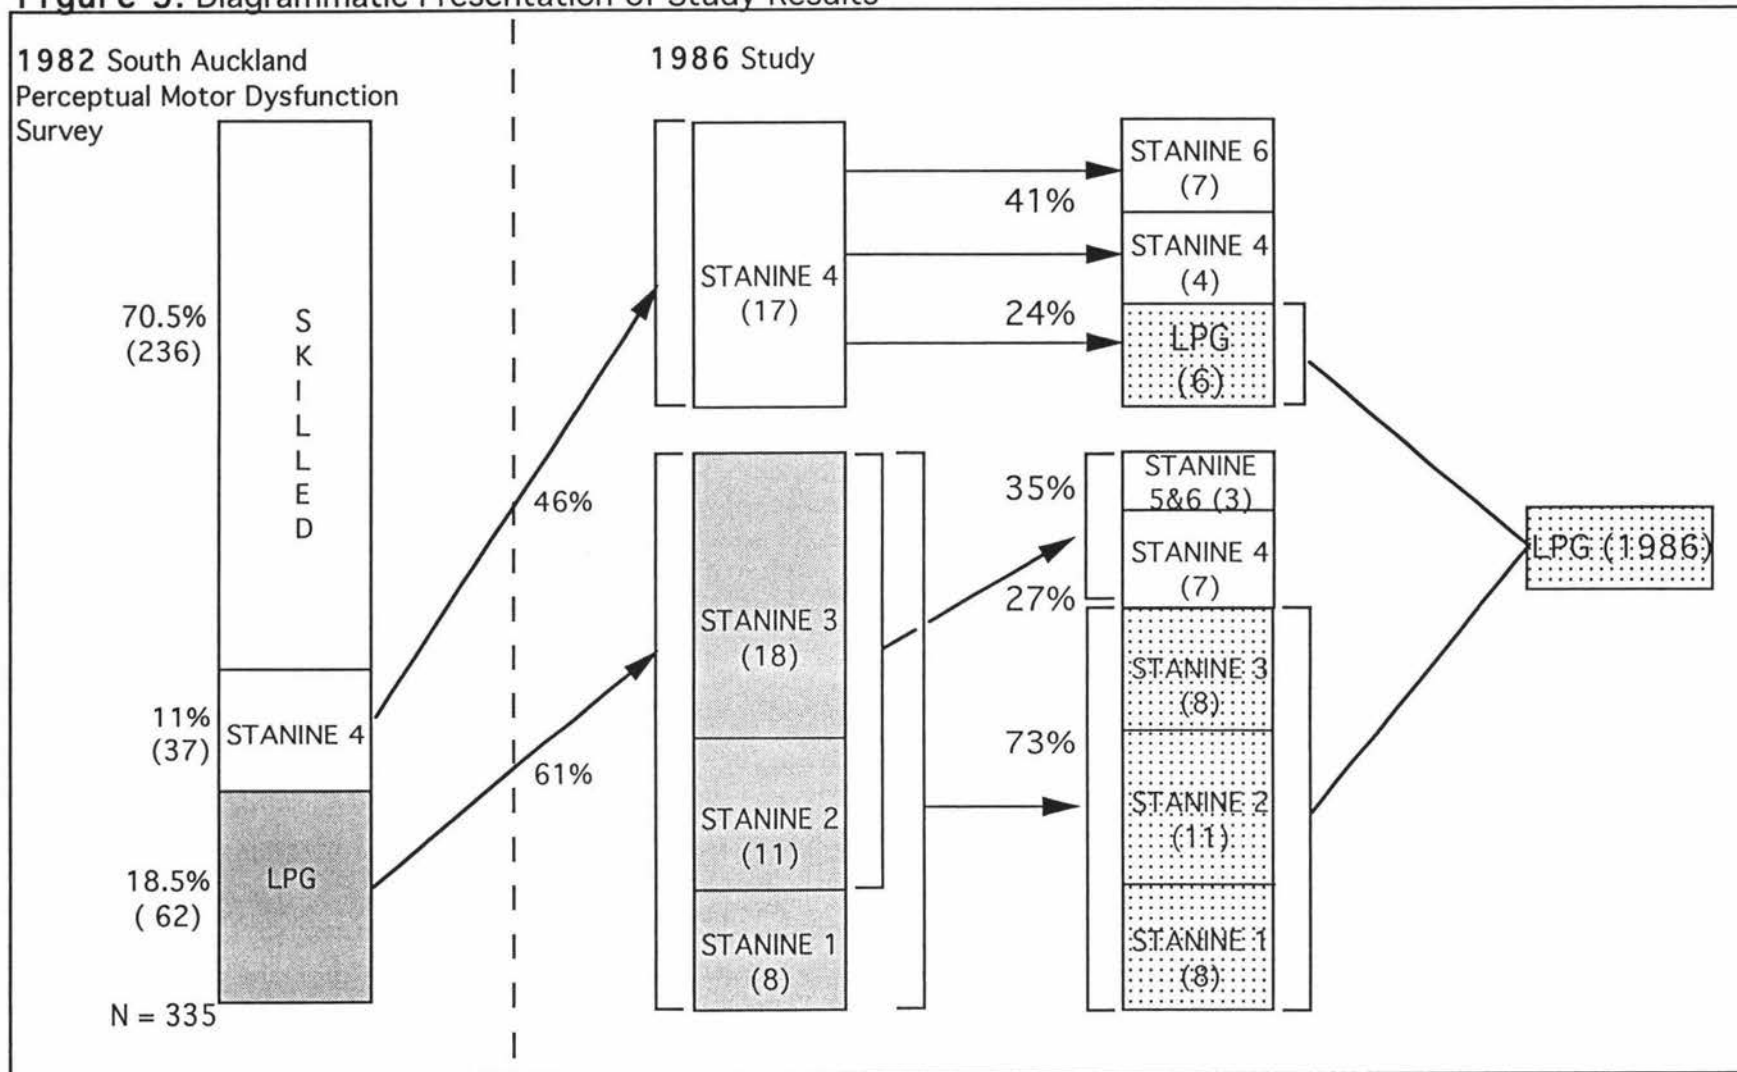 Figure 3: Diagrammatic Presentation of Study Results
1982 South Auckland
Perceptual Motor Dysfunction
Survey
70.5%
(236)
S
K
I
L
L
E
D
11%
(37)
STANINE 4
18.5%
( 62)
LPG
N = 335
46%
61%
1986 Study
STANINE 4
(17)
STANINE 3
(18)
STANINE 2
(11)
STANINE 1
(8)
41%
24%
35%
27%
73%
STANINE 6
(7)
STANINE 4
(4)
LPG
(6)
STANINE
5&6 (3)
STANINE 4
(7)
STANINE 3
(8)
STANINE 2
(11)
STANINE 1
(8)
LPG (1986)